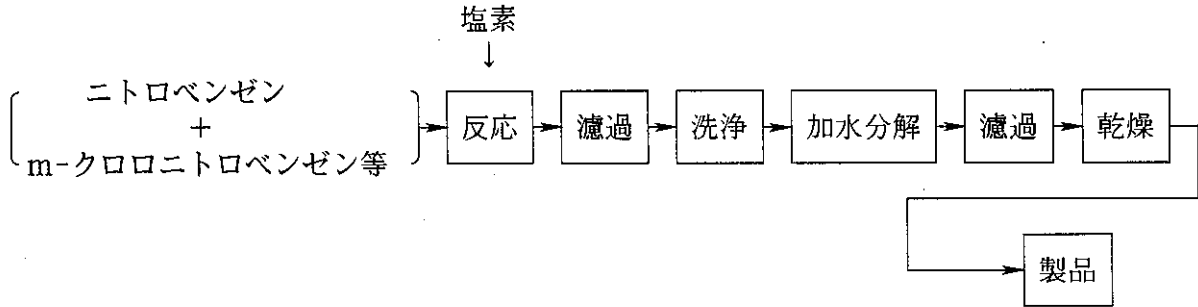 塩素
↓
ニトロベンゼン
+
m-クロロニトロベンゼン等
反応
濾過
洗浄
加水分解
濾過
乾燥
製品